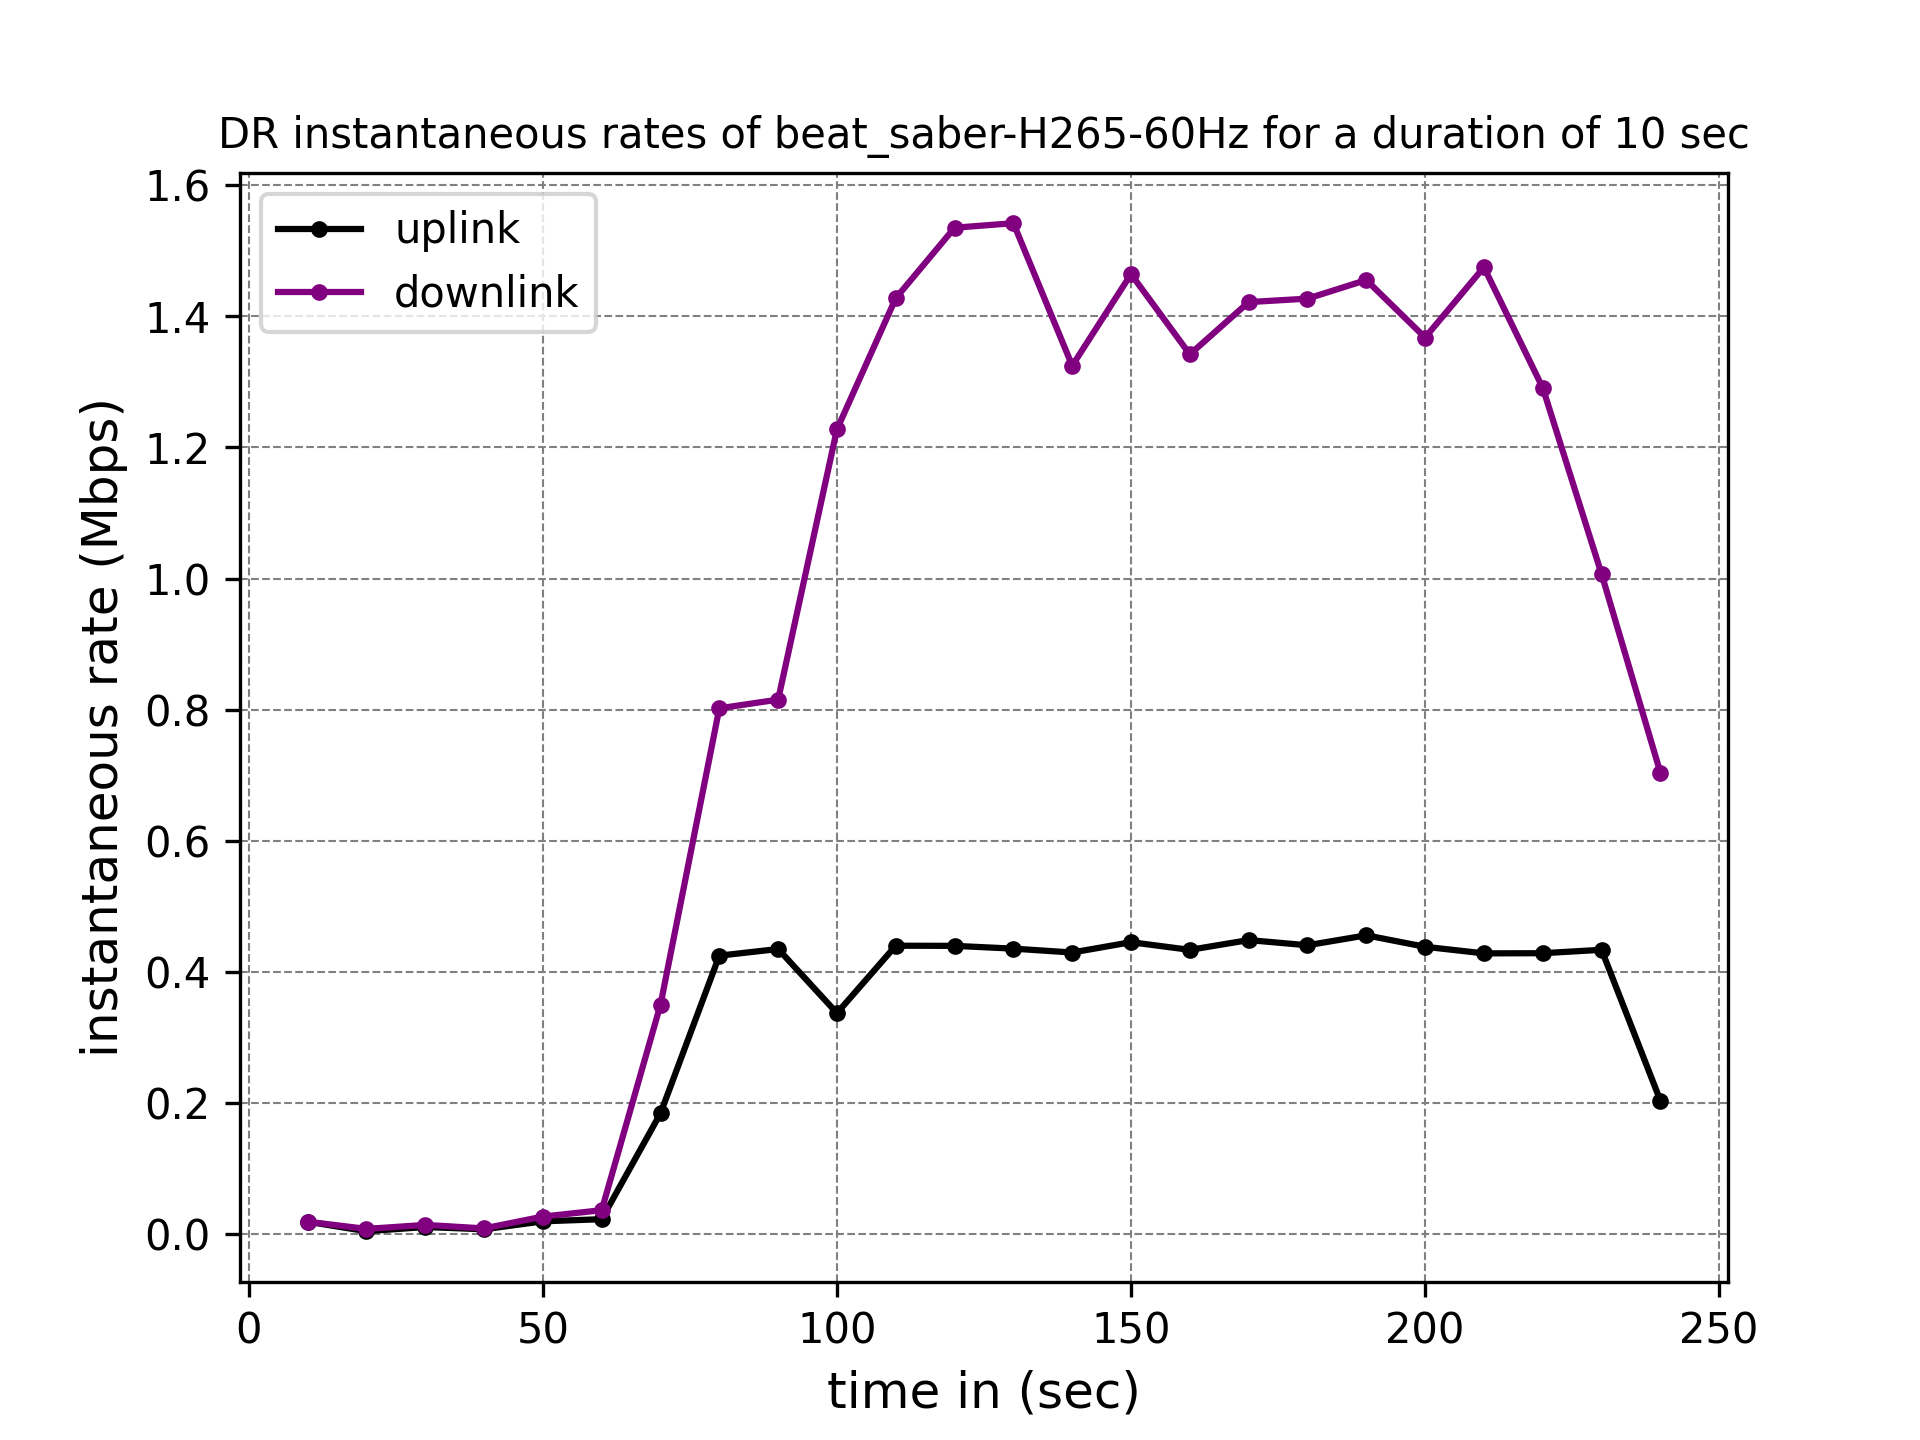 DR instantaneous rates of beat_saber-H265-60Hz for a duration of 10 sec
uplink
downlink
instantaneous rate (Mbps)
1.6
1.4
1.2
1.0
0.8
0.6
0.4
0.2
0.0
0 50 100 150 200 250
time in (sec)